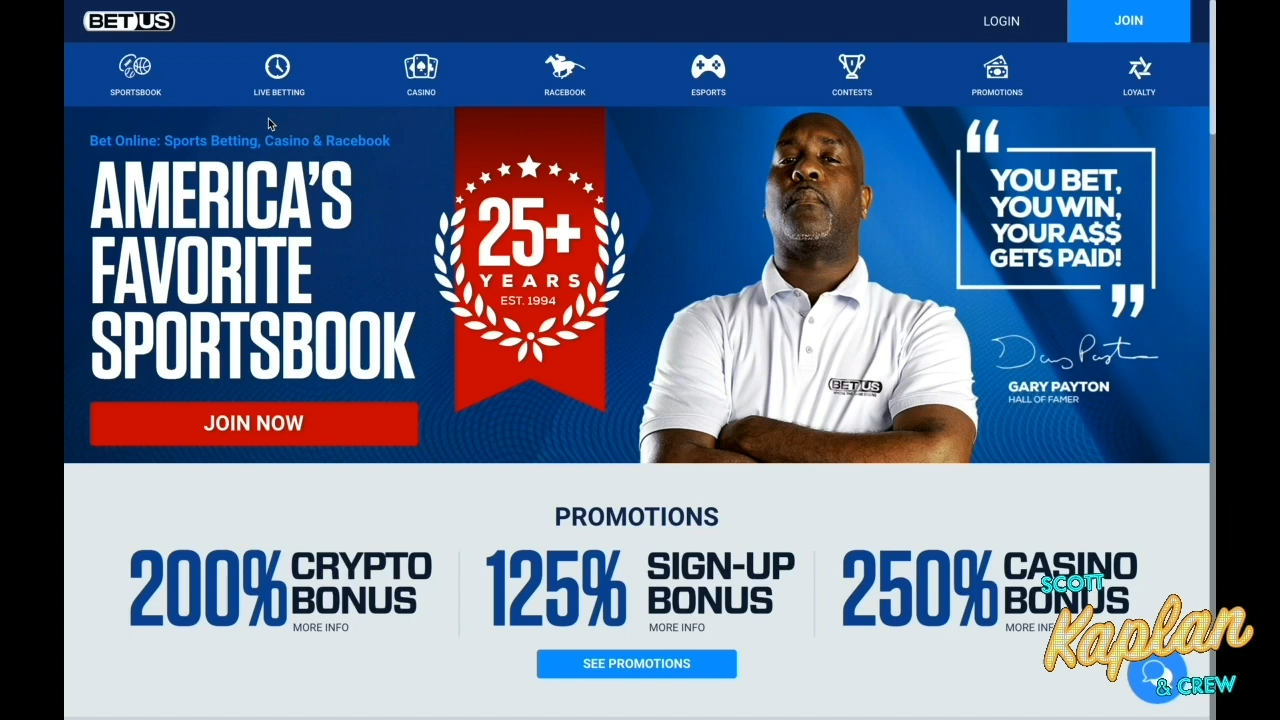 BETUS
LOGIN
JOIN
SPORTSBOOK
LIVE BETTING
CASINO
RACEBOOK
ESPORTS
CONTESTS
PROMOTIONS
LOYALTY
Bet Online: Sports Betting, Casino & Racebook
AMERICA'S
FAVORITE
SPORTSBOOK
JOIN NOW
25+
YEARS
EST. 1994
BETUS
“
YOU BET,
YOU WIN,
YOUR A$$
GETS PAID!
”
Gary Payton
GARY PAYTON
HALL OF FAMER
PROMOTIONS
200% CRYPTO
BONUS
MORE INFO
125% SIGN-UP
BONUS
MORE INFO
250% CASINO
BONUS
MORE INF
SEE PROMOTIONS
SCOTT
Kaplan
& CREW